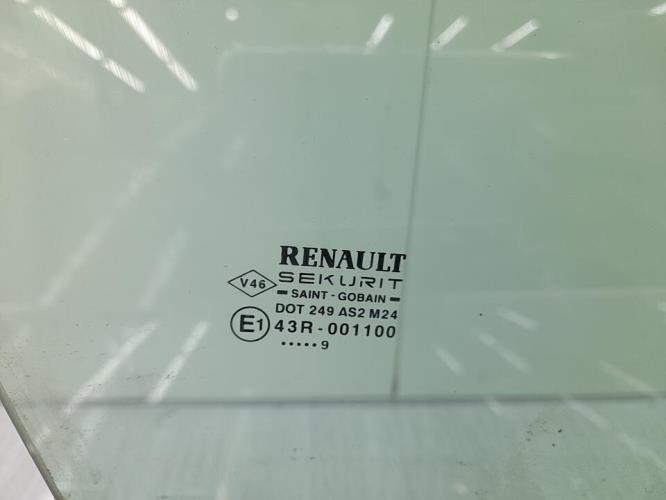 RENAULT
V46 SEKURIT
SAINT - GOBAIN
DOT 249 AS2 M24
E1 43R - 001100
.....9